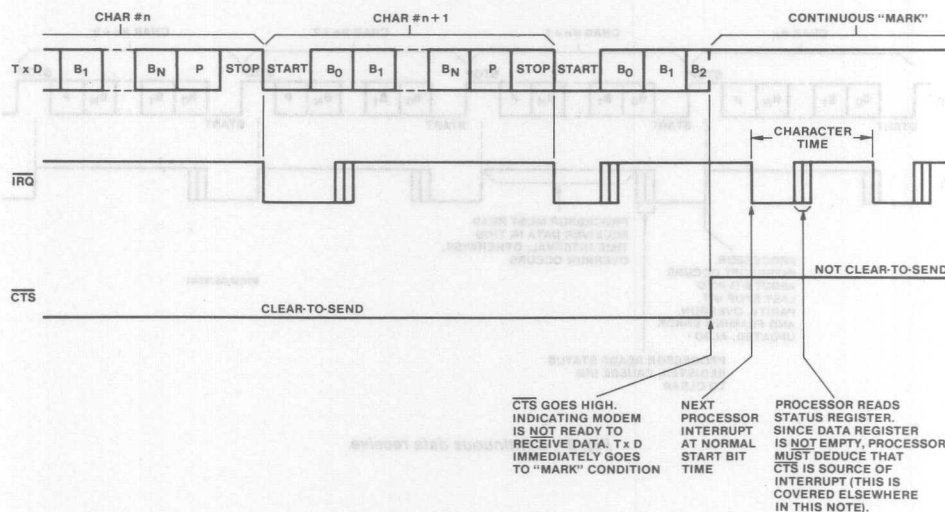 CHAR #n
CHAR #n + 1
CONTINUOUS "MARK"
T x D B1 BN P STOP START B0 B1 BN P STOP START B0 B1 B2
CHARACTER
TIME
IRQ
NOT CLEAR-TO-SEND
CTS
CLEAR-TO-SEND
CTS GOES HIGH.
INDICATING MODEM
IS NOT READY TO
RECEIVE DATA. T x D
IMMEDIATELY GOES
TO "MARK" CONDITION
NEXT
PROCESSOR
INTERRUPT
AT NORMAL
START BIT
TIME
PROCESSOR READS
STATUS REGISTER.
SINCE DATA REGISTER
IS NOT EMPTY, PROCESSOR
MUST DEDUCE THAT
CTS IS SOURCE OF
INTERRUPT (THIS IS
COVERED ELSEWHERE
IN THIS NOTE).